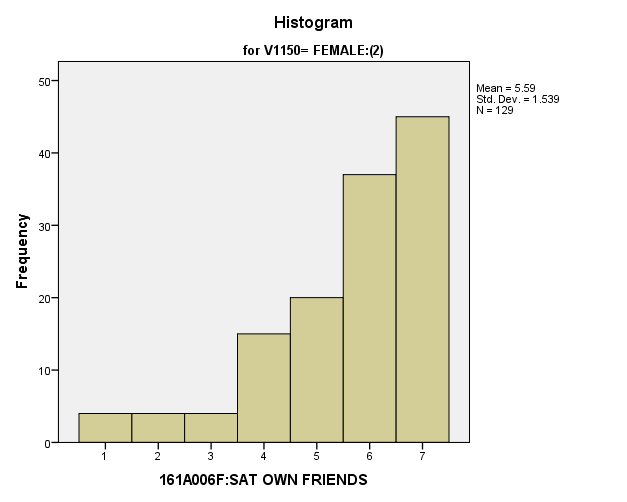 Histogram
for V1150= FEMALE:(2)
Mean = 5.59
Std. Dev. = 1.539
N = 129
Frequency
50
40
30
20
10
0
1 2 3 4 5 6 7
161A006F:SAT OWN FRIENDS